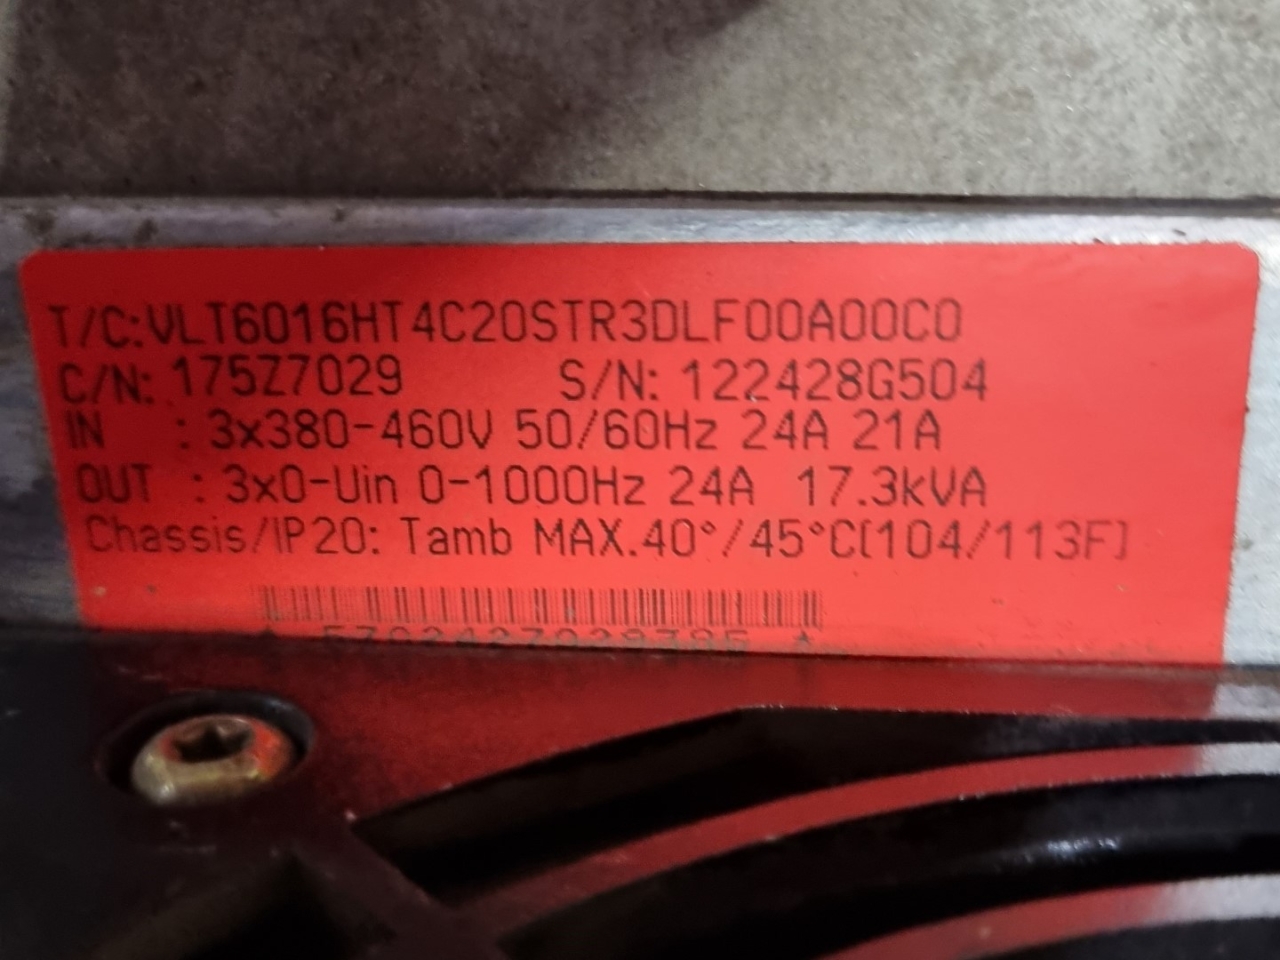 T/C:VLT6016HT4C20STR3DLF00A00C0
C/N: 175Z7029 S/N: 122428G504
IN : 3x380-460V 50/60Hz 24A 21A
OUT : 3x0-Uin 0-1000Hz 24A 17.3kVA
Chassis/IP20: Tamb MAX.40°/45°C(104/113F)